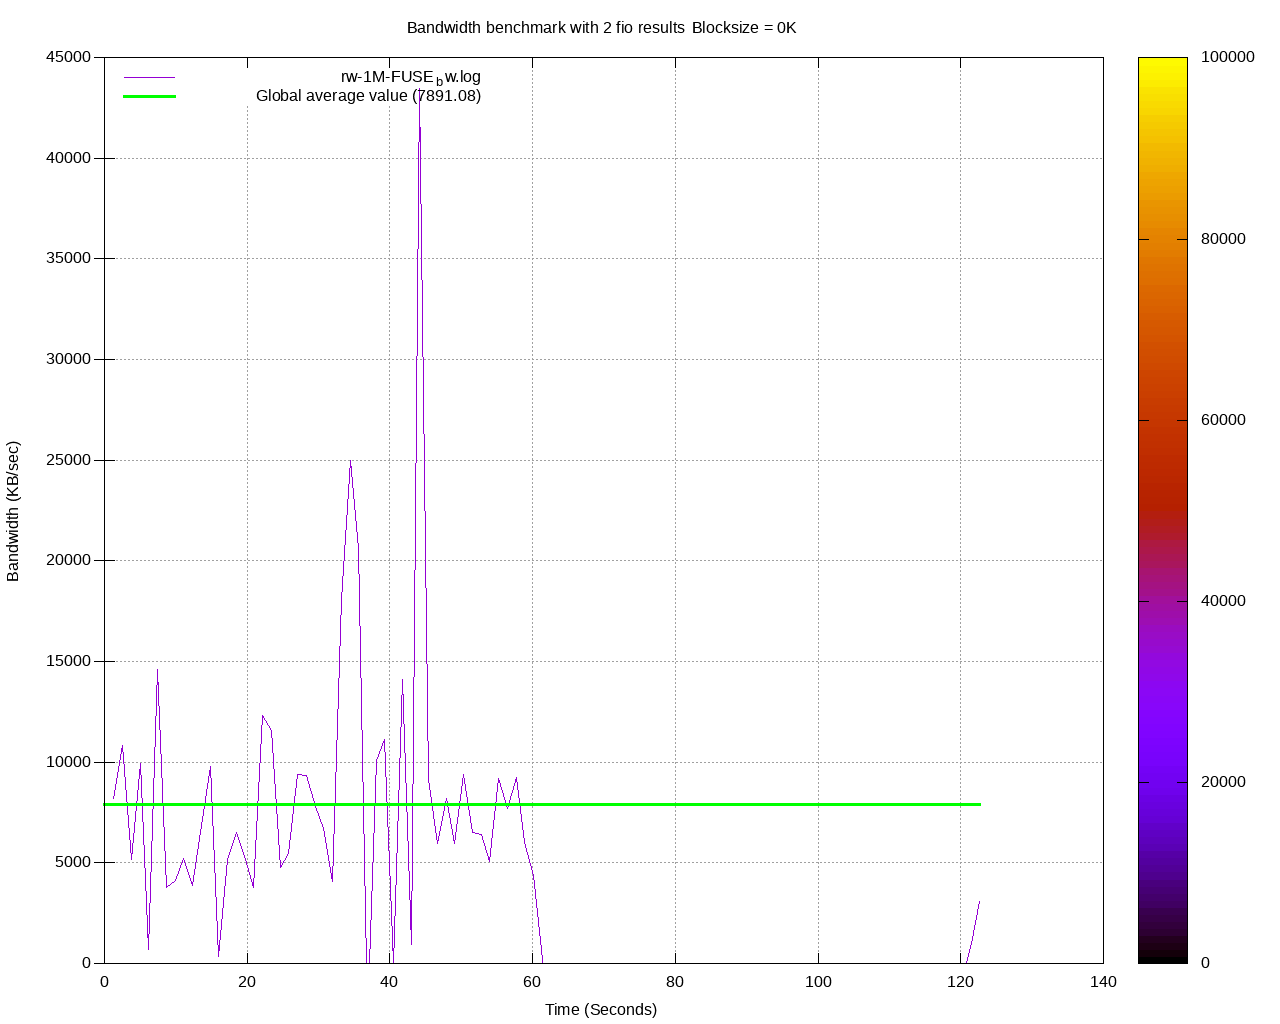 Bandwidth benchmark with 2 fio results Blocksize = 0K
rw-1M-FUSE_bw.log
Global average value (7891.08)
Bandwidth (KB/sec)
45000
40000
35000
30000
25000
20000
15000
10000
5000
0
0 20 40 60 80 100 120 140
Time (Seconds)
100000
80000
60000
40000
20000
0